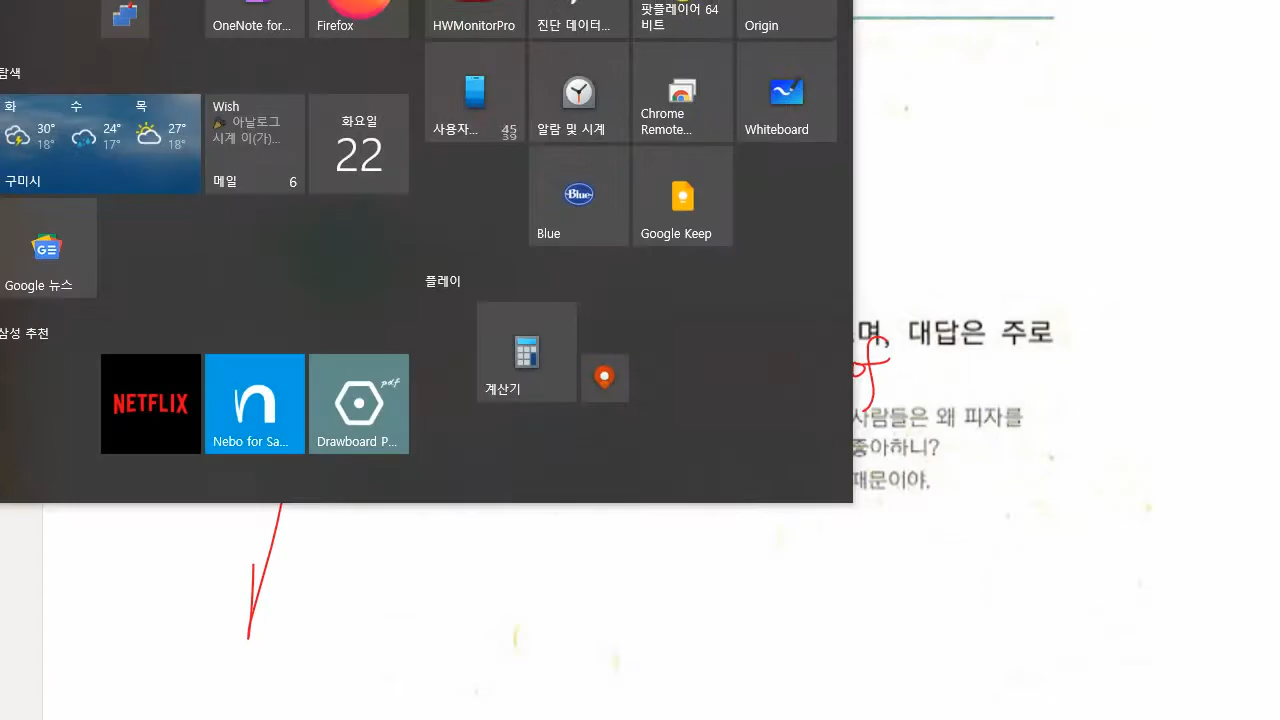 OneNote for...
Firefox
HWMonitorPro
진단 데이터...
팟플레이어 64
비트
Origin
탐색
화 수 목
30° 24° 27°
18° 17° 18°
구미시
Wish
아날로그
시계 이(가)...
메일 6
화요일
22
사용자... 45
39
알람 및 시계
Chrome
Remote...
Whiteboard
Blue
Blue
Google Keep
GE
Google 뉴스
플레이
계산기
삼성 추천
NETFLIX
n
Nebo for Sa...
pdf
Drawboard P...
며, 대답은 주로
of
사람들은 왜 피자를
좋아하니?
때문이야.